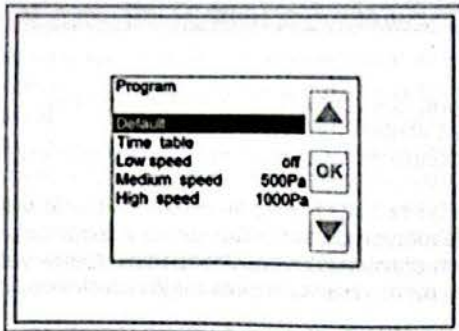 Program
Default
Time table
Low speed off
Medium speed 500Pa
High speed 1000Pa
OK